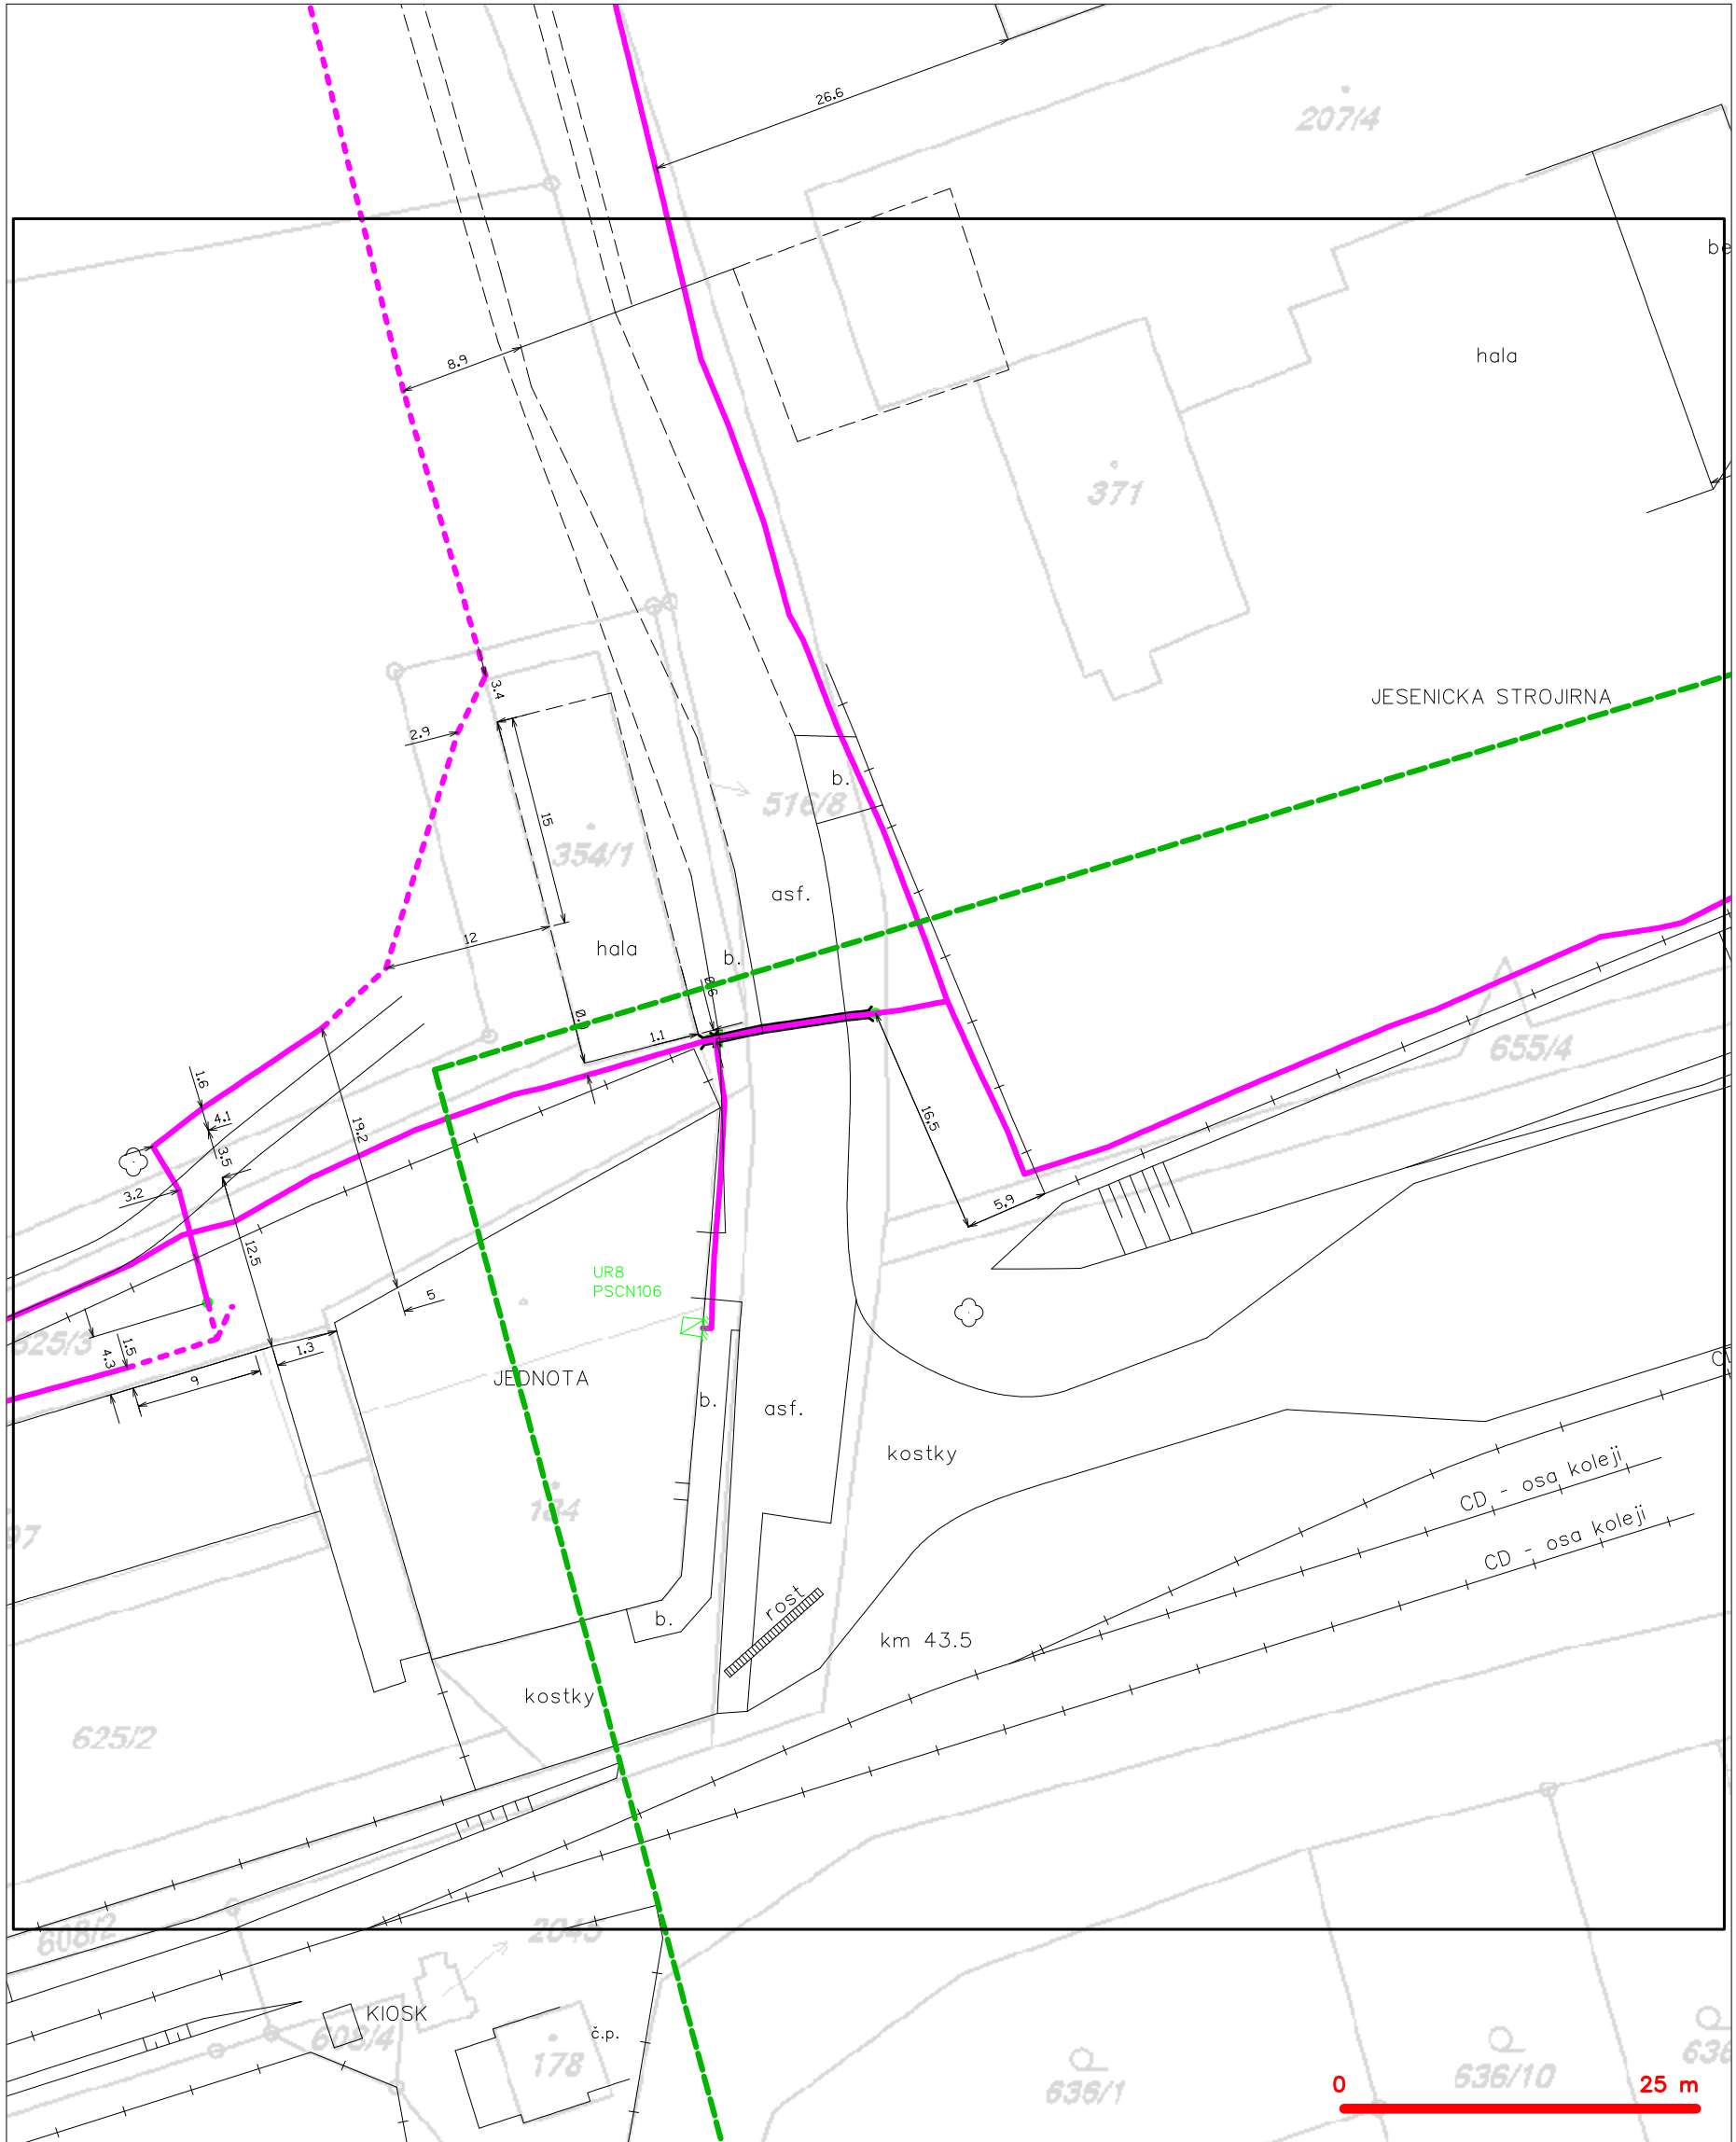 26.6
207/4
be
hala
8.9
371
JESENICKA STROJIRNA
3.4
2.9
b.
516/8
15
354/1
asf.
12
hala
b.
1.1
1.6
4.1
19.2
16.5
655/4
3.5
3.2
5.9
12.5
UR8
PSCN106
5
625/3
1.5
4.3
1.3
9
JEDNOTA
b.
asf.
kostky
184
97
CD - osa koleji
CD - osa koleji
rost
b.
km 43.5
kostky
625/2
608/2
KIOSK
608/4
č.p.
178
636/1
636/10
0
25 m